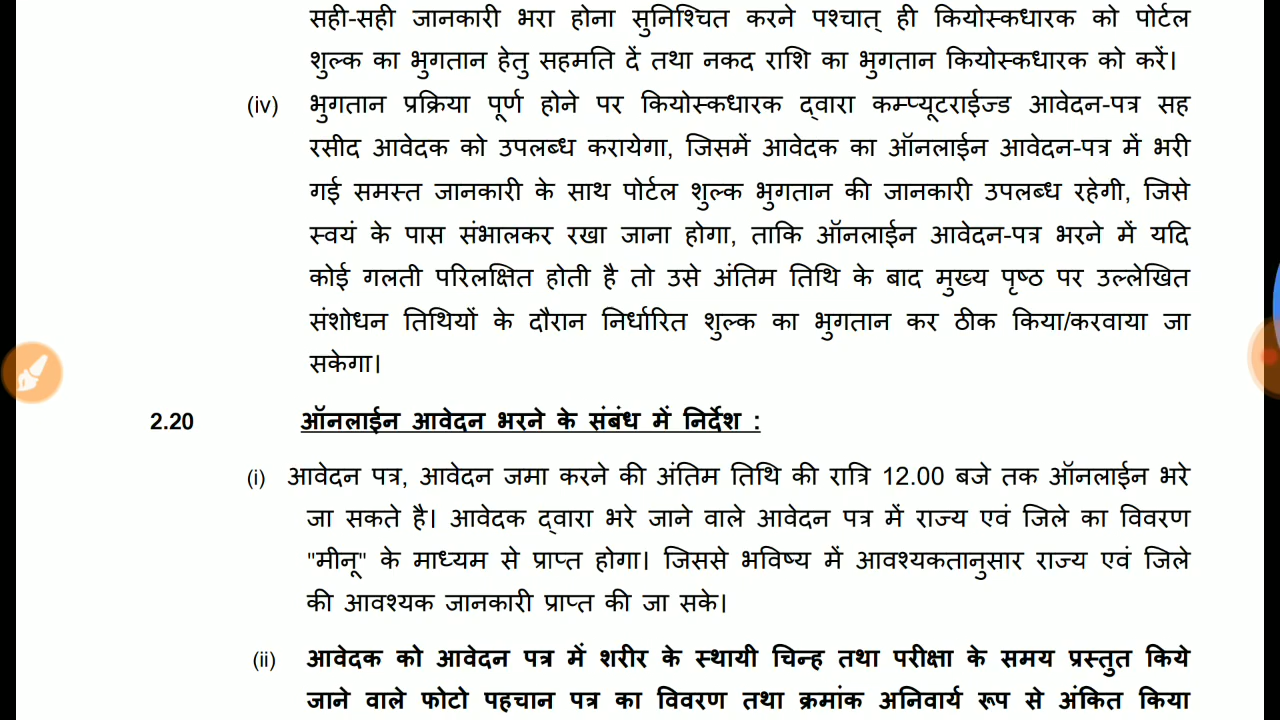 सही-सही जानकारी भरा होना सुनिश्चित करने पश्चात् ही कियोस्कधारक को पोर्टल
शुल्क का भुगतान हेतु सहमति दें तथा नकद राशि का भुगतान कियोस्कधारक को करें।
(iv) भुगतान प्रक्रिया पूर्ण होने पर कियोस्कधारक द्वारा कम्प्यूटराईज्ड आवेदन-पत्र सह
रसीद आवेदक को उपलब्ध करायेगा, जिसमें आवेदक का ऑनलाईन आवेदन-पत्र में भरी
गई समस्त जानकारी के साथ पोर्टल शुल्क भुगतान की जानकारी उपलब्ध रहेगी, जिसे
स्वयं के पास संभालकर रखा जाना होगा, ताकि ऑनलाईन आवेदन-पत्र भरने में यदि
कोई गलती परिलक्षित होती है तो उसे अंतिम तिथि के बाद मुख्य पृष्ठ पर उल्लेखित
संशोधन तिथियों के दौरान निर्धारित शुल्क का भुगतान कर ठीक किया/करवाया जा
सकेगा।
2.20 ऑनलाईन आवेदन भरने के संबंध में निर्देश :
(i) आवेदन पत्र, आवेदन जमा करने की अंतिम तिथि की रात्रि 12.00 बजे तक ऑनलाईन भरे
जा सकते है। आवेदक द्वारा भरे जाने वाले आवेदन पत्र में राज्य एवं जिले का विवरण
"मीनू" के माध्यम से प्राप्त होगा। जिससे भविष्य में आवश्यकतानुसार राज्य एवं जिले
की आवश्यक जानकारी प्राप्त की जा सके।
(ii) आवेदक को आवेदन पत्र में शरीर के स्थायी चिन्ह तथा परीक्षा के समय प्रस्तुत किये
जाने वाले फोटो पहचान पत्र का विवरण तथा क्रमांक अनिवार्य रूप से अंकित किया